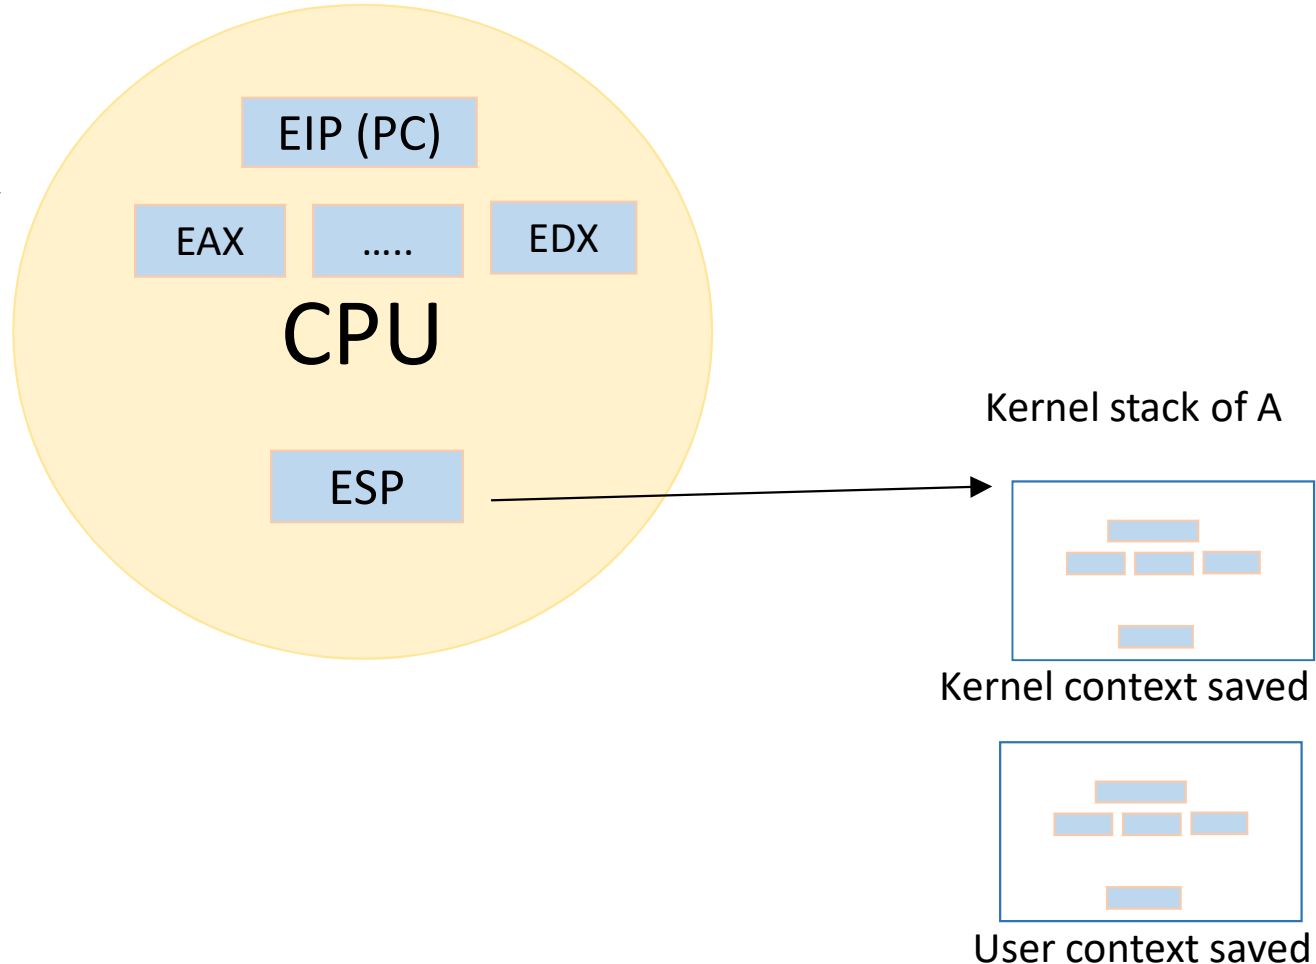 EIP (PC)
EAX
.....
EDX
CPU
ESP
Kernel stack of A
Kernel context saved
User context saved